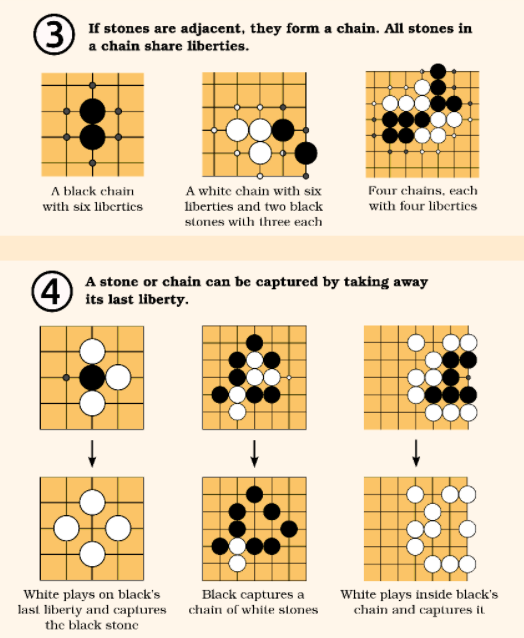 3 If stones are adjacent, they form a chain. All stones in
a chain share liberties.
A black chain
with six liberties
A white chain with six
liberties and two black
stones with three each
Four chains, each
with four liberties
4 A stone or chain can be captured by taking away
its last liberty.
White plays on black's
last liberty and captures
the black stone
Black captures a
chain of white stones
White plays inside black's
chain and captures it